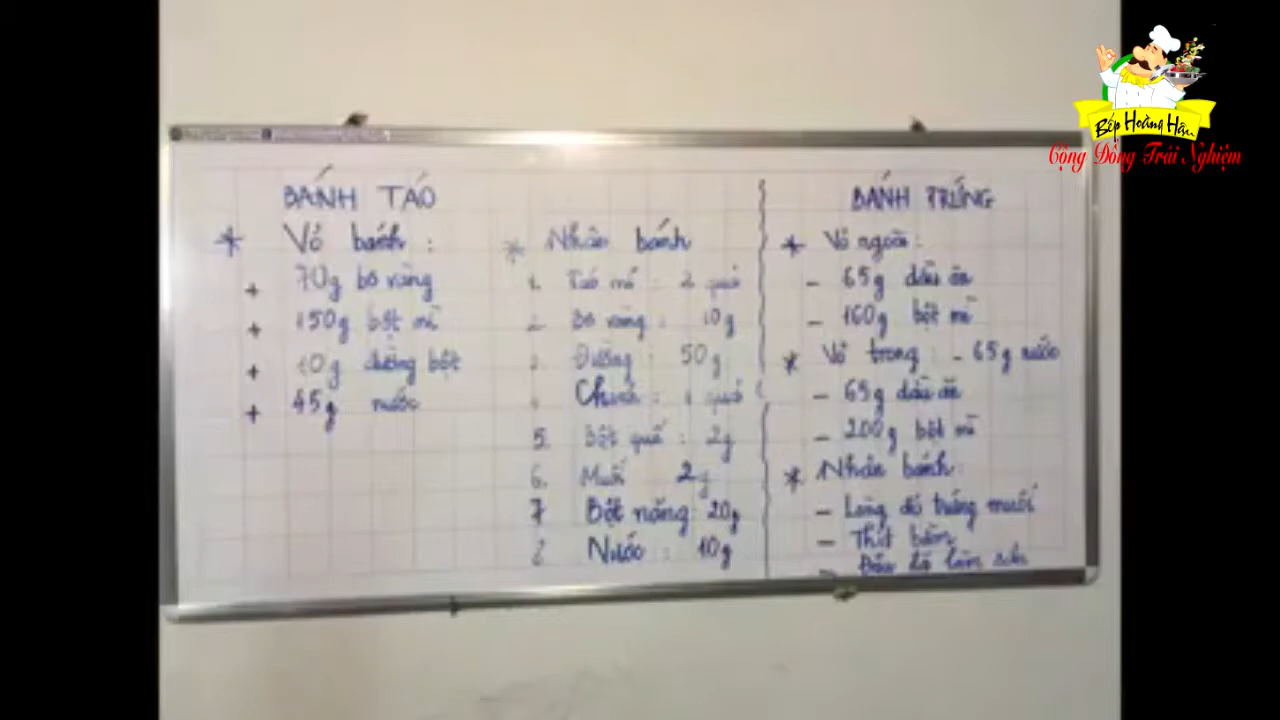 Bếp Hoàng Hậu
Cộng Đồng Trải Nghiệm
BÁNH TÁO
* Vỏ bánh :
+ 70g bơ vàng
+ 150g bột mì
+ 10g đường bột
+ 45g nước
* Nhân bánh
1. Táo mĩ : 2 quả
2. Bơ vàng : 10g
3. Đường : 50g
Chanh : 1 quả
5. Bột quế : 2g
6. Muối 2g
7 Bột năng 20g
Nước : 10g
BÁNH TRỨNG
* Vỏ ngoài :
- 65g dầu ăn
- 160g bột mì
* Vỏ trong : - 65g nước
- 65g dầu ăn
- 200g bột mì
* Nhân bánh
- Lòng đỏ trứng muối
- Thịt bằm
- Đậu